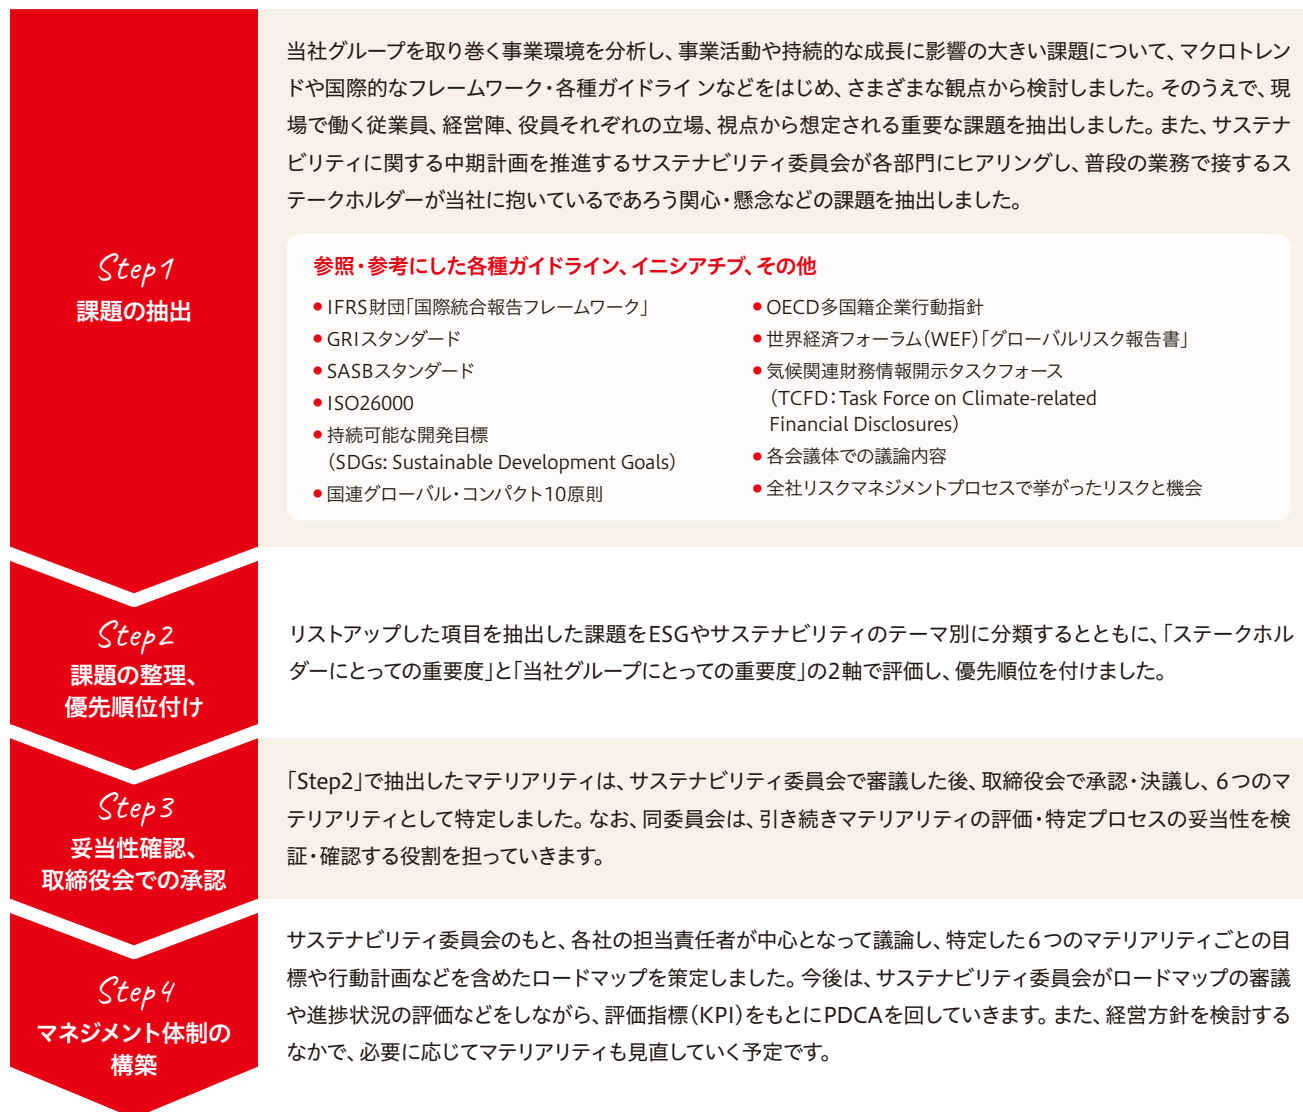 Step1
課題の抽出
当社グループを取り巻く事業環境を分析し、事業活動や持続的な成長に影響の大きい課題について、マクロトレン
ドや国際的なフレームワーク・各種ガイドラインなどをはじめ、さまざまな観点から検討しました。そのうえで、現
場で働く従業員、経営陣、役員それぞれの立場、視点から想定される重要な課題を抽出しました。また、サステナ
ビリティに関する中期計画を推進するサステナビリティ委員会が各部門にヒアリングし、普段の業務で接するス
テークホルダーが当社に抱いているであろう関心・懸念などの課題を抽出しました。
参照・参考にした各種ガイドライン、イニシアチブ、その他
● IFRS財団「国際統合報告フレームワーク」
● GRIスタンダード
● SASBスタンダード
● ISO26000
● 持続可能な開発目標
（SDGs: Sustainable Development Goals）
● 国連グローバル・コンパクト10原則
● OECD多国籍企業行動指針
● 世界経済フォーラム（WEF）「グローバルリスク報告書」
● 気候関連財務情報開示タスクフォース
（TCFD：Task Force on Climate-related
Financial Disclosures）
● 各会議体での議論内容
● 全社リスクマネジメントプロセスで挙がったリスクと機会
Step2
課題の整理、
優先順位付け
リストアップした項目を抽出した課題をESGやサステナビリティのテーマ別に分類するとともに、「ステークホル
ダーにとっての重要度」と「当社グループにとっての重要度」の2軸で評価し、優先順位を付けました。
Step3
妥当性確認、
取締役会での承認
「Step2」で抽出したマテリアリティは、サステナビリティ委員会で審議した後、取締役会で承認・決議し、6つのマ
テリアリティとして特定しました。なお、同委員会は、引き続きマテリアリティの評価・特定プロセスの妥当性を検
証・確認する役割を担っていきます。
Step4
マネジメント体制の
構築
サステナビリティ委員会のもと、各社の担当責任者が中心となって議論し、特定した6つのマテリアリティごとの目
標や行動計画などを含めたロードマップを策定しました。今後は、サステナビリティ委員会がロードマップの審議
や進捗状況の評価などをしながら、評価指標（KPI）をもとにPDCAを回していきます。また、経営方針を検討する
なかで、必要に応じてマテリアリティも見直していく予定です。